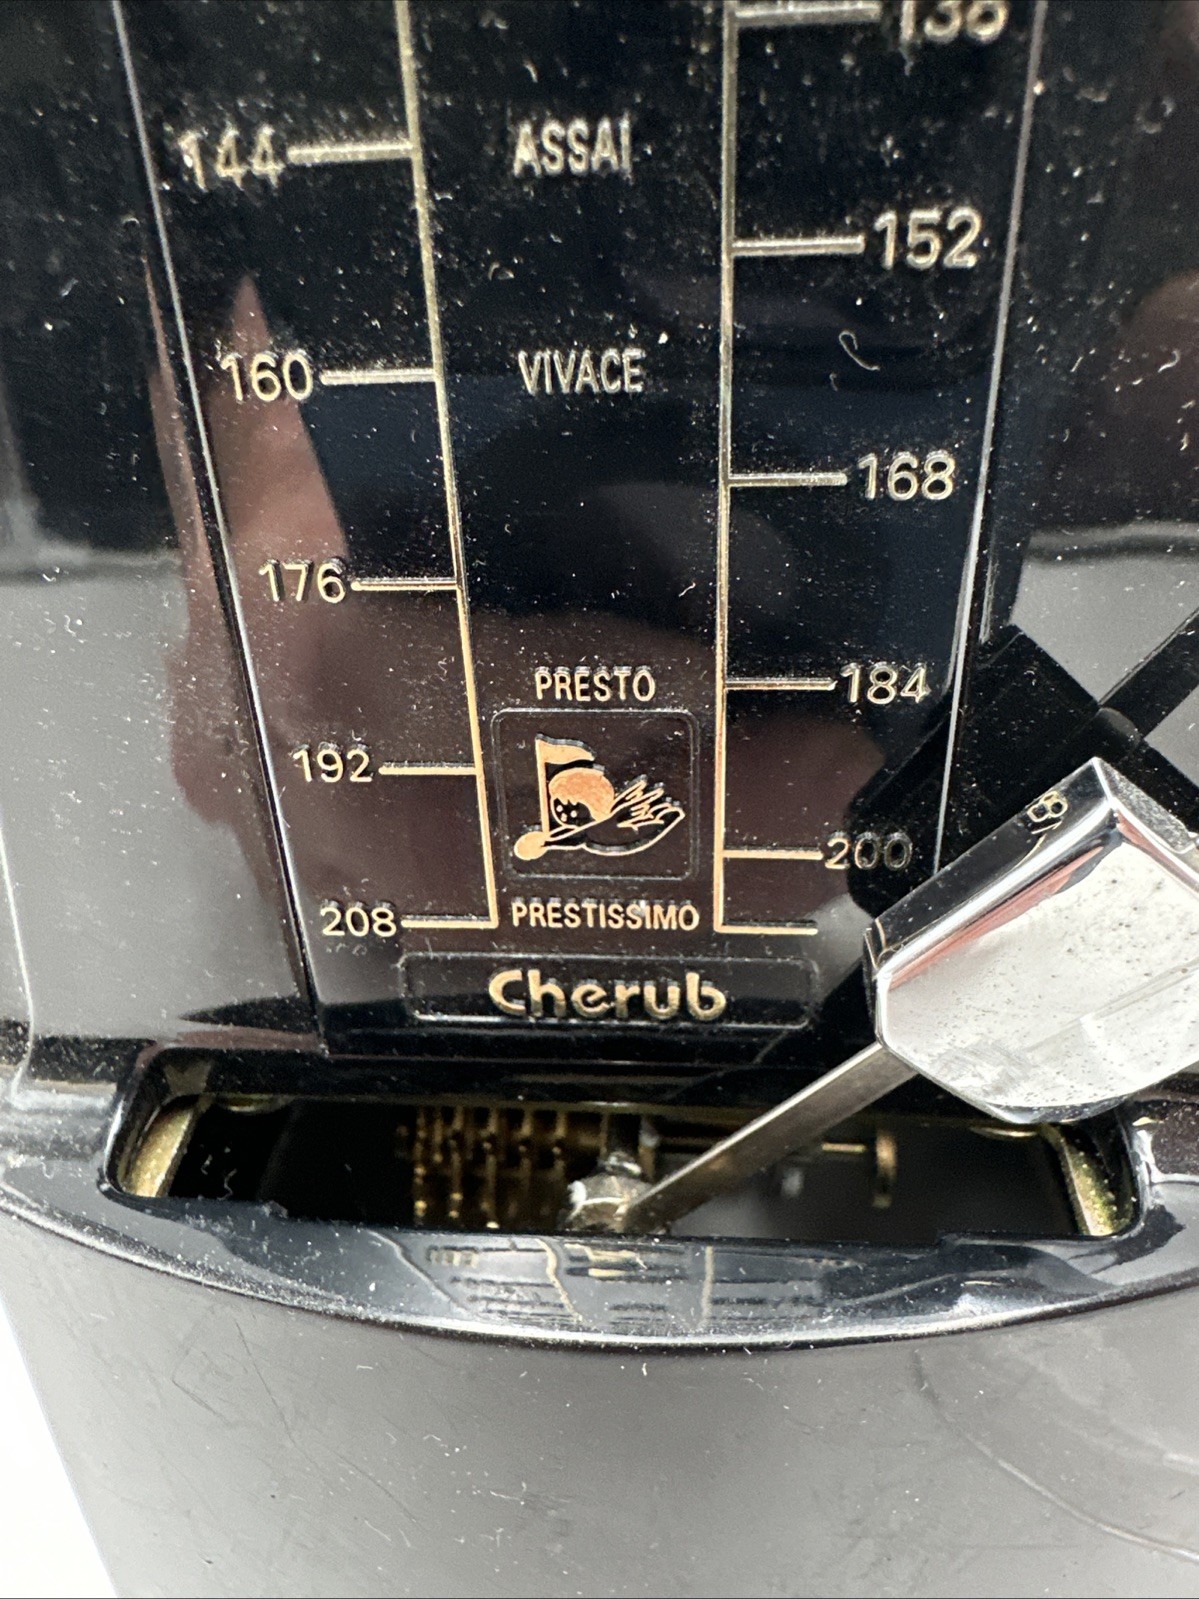 138
144
ASSAI
152
160
VIVACE
168
176
PRESTO
184
192
200
208
PRESTISSIMO
Cherub